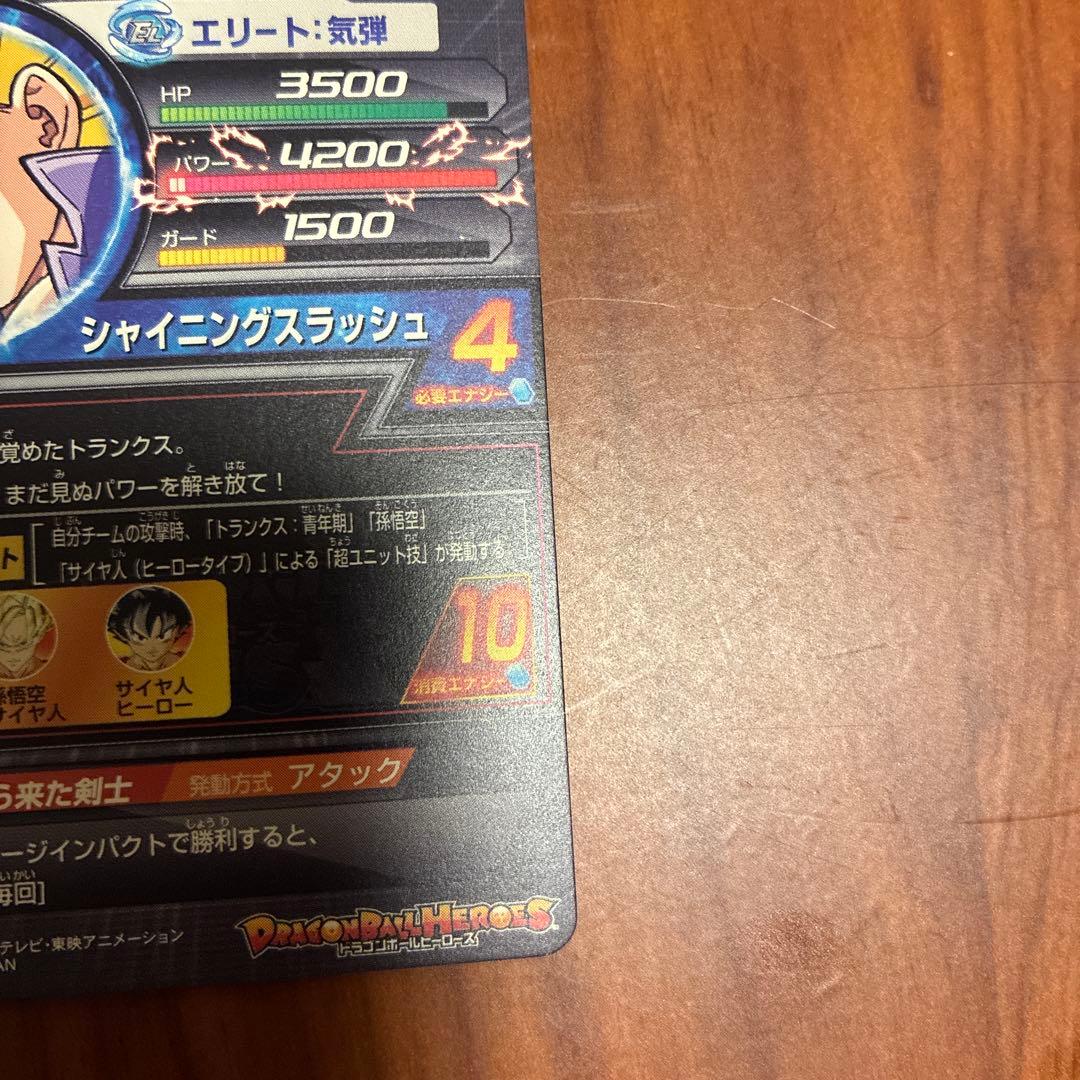 EL エリート:気弾
HP 3500
パワー 4200
ガード 1500
シャイニングスラッシュ 4
必要エナジー
覚めたトランクス。
まだ見ぬパワーを解き放て!
自分チームの攻撃時、「トランクス:青年期」「孫悟空」
ト 「サイヤ人(ヒーロータイプ)」による「超ユニット技」が発動する。
10
消費エナジー
孫悟空 サイヤ人
サイヤ人 ヒーロー
ら来た剣士 発動方式 アタック
ージインパクトで勝利すると、
毎回]
テレビ・東映アニメーション
AN
DRAGONBALL HEROES
ドラゴンボールヒーローズ